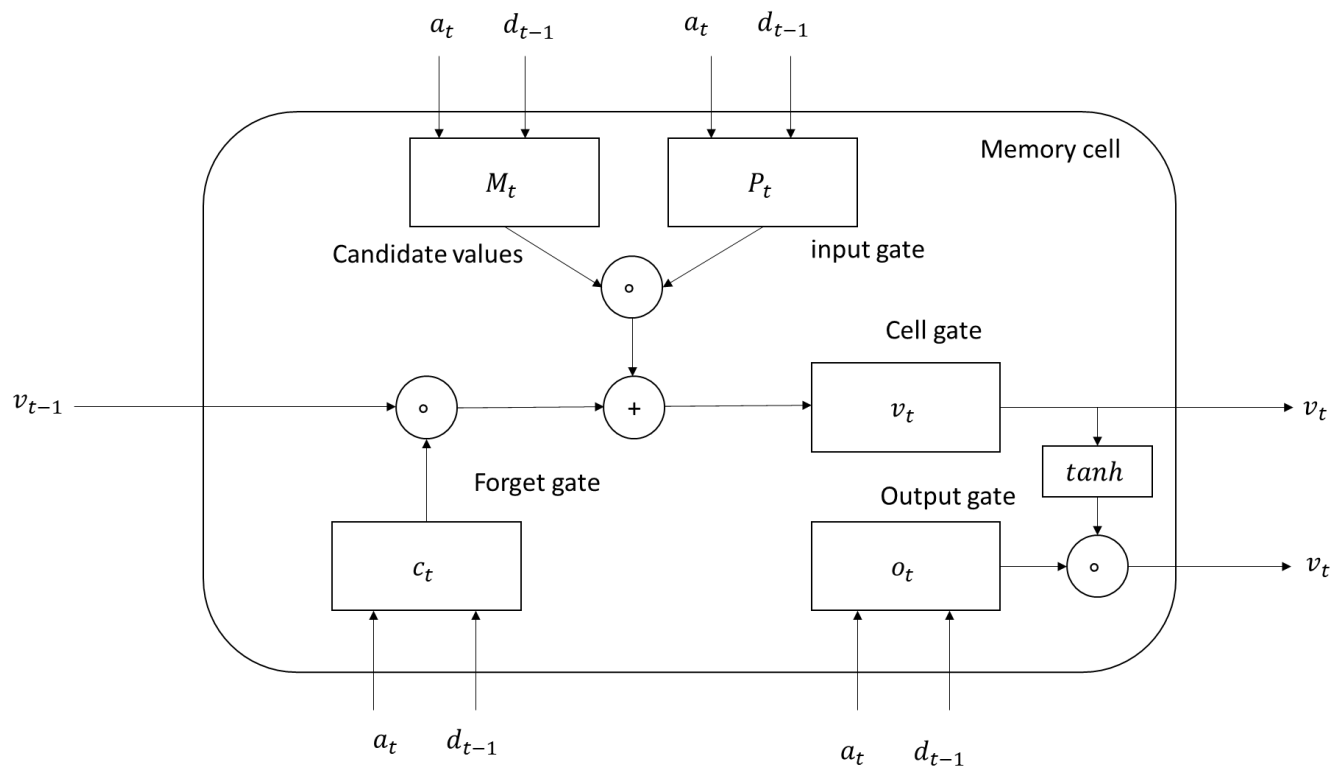 a_t d_{t-1} a_t d_{t-1}
Memory cell
M_t P_t
Candidate values input gate
∘
Cell gate
v_{t-1} ∘ + v_t v_t
tanh
Forget gate Output gate
c_t o_t ∘ v_t
a_t d_{t-1} a_t d_{t-1}